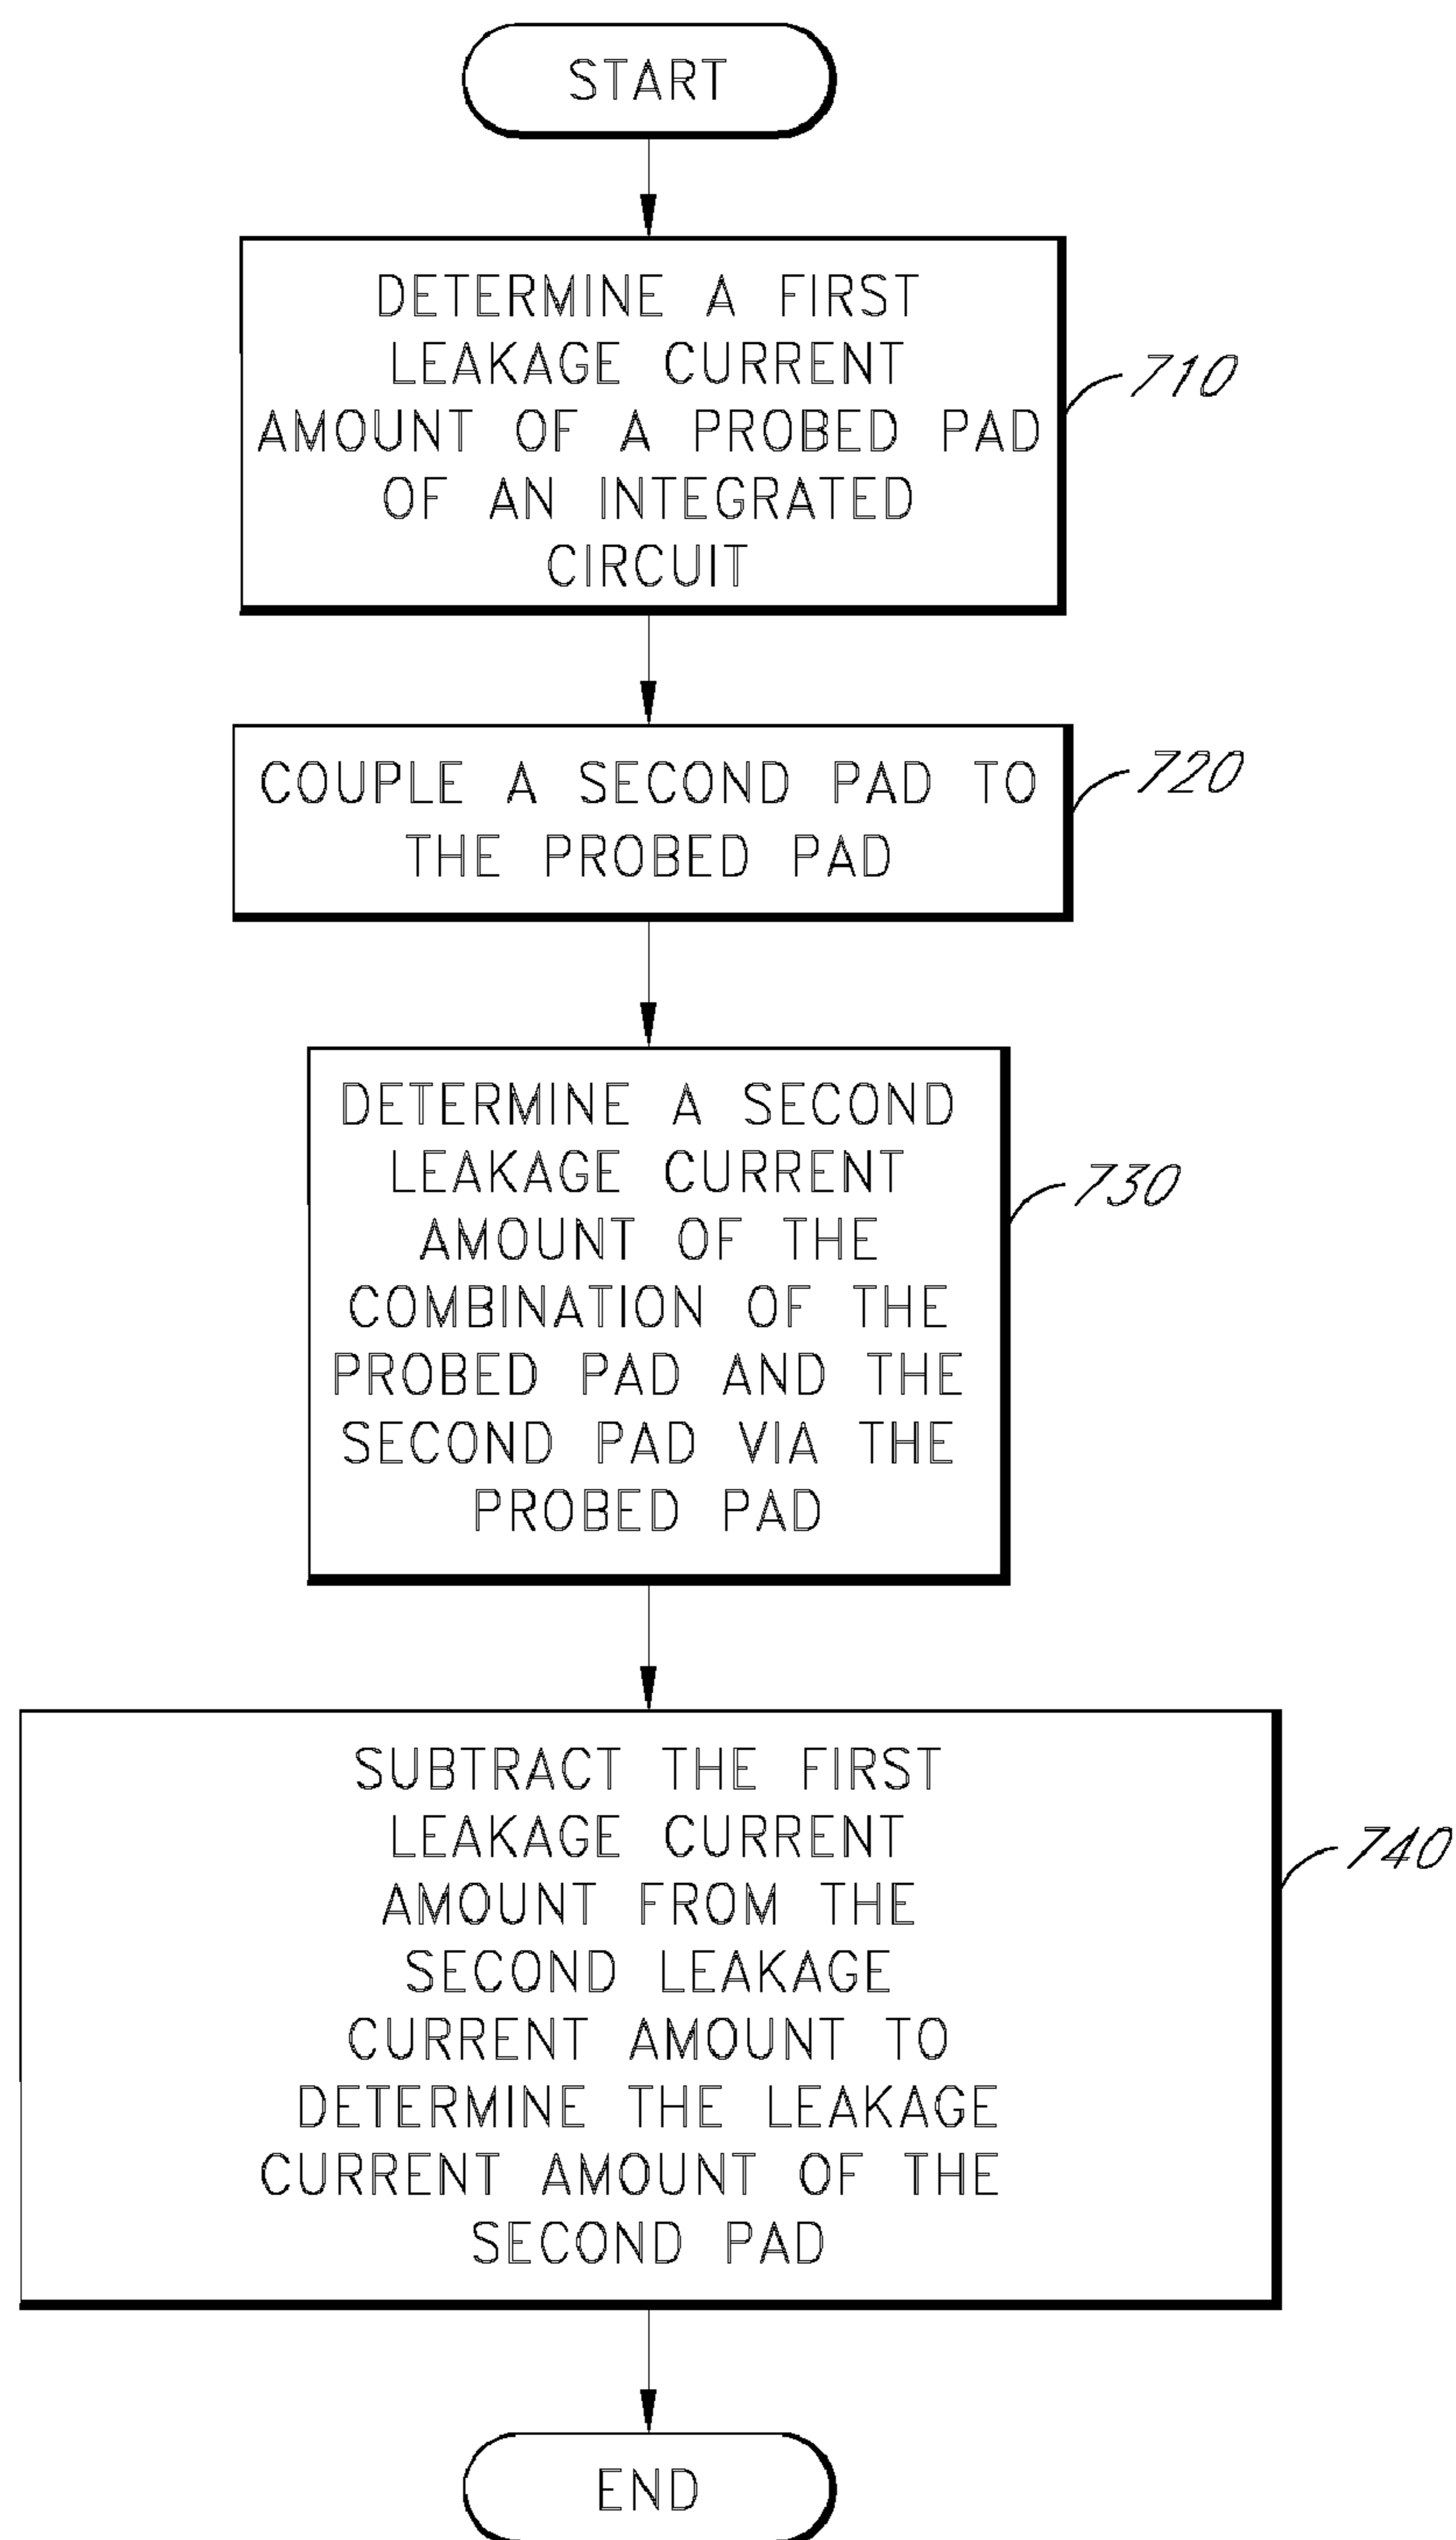 START
DETERMINE A FIRST
LEAKAGE CURRENT
AMOUNT OF A PROBED PAD
OF AN INTEGRATED
CIRCUIT
710
COUPLE A SECOND PAD TO
THE PROBED PAD
720
DETERMINE A SECOND
LEAKAGE CURRENT
AMOUNT OF THE
COMBINATION OF THE
PROBED PAD AND THE
SECOND PAD VIA THE
PROBED PAD
730
SUBTRACT THE FIRST
LEAKAGE CURRENT
AMOUNT FROM THE
SECOND LEAKAGE
CURRENT AMOUNT TO
DETERMINE THE LEAKAGE
CURRENT AMOUNT OF THE
SECOND PAD
740
END